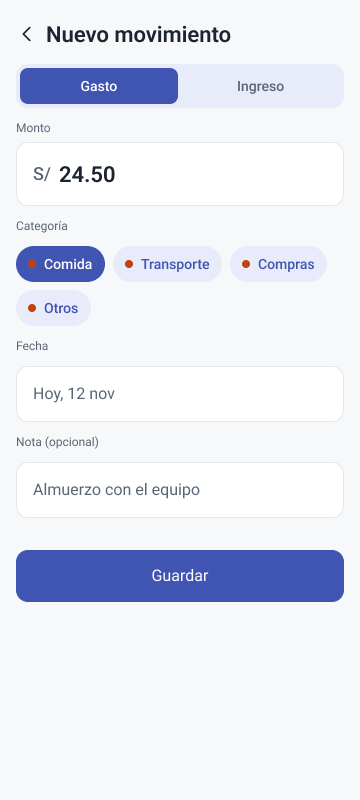 Nuevo movimiento
Gasto Ingreso
Monto
S/ 24.50
Categoría
Comida Transporte Compras
Otros
Fecha
Hoy, 12 nov
Nota (opcional)
Almuerzo con el equipo
Guardar